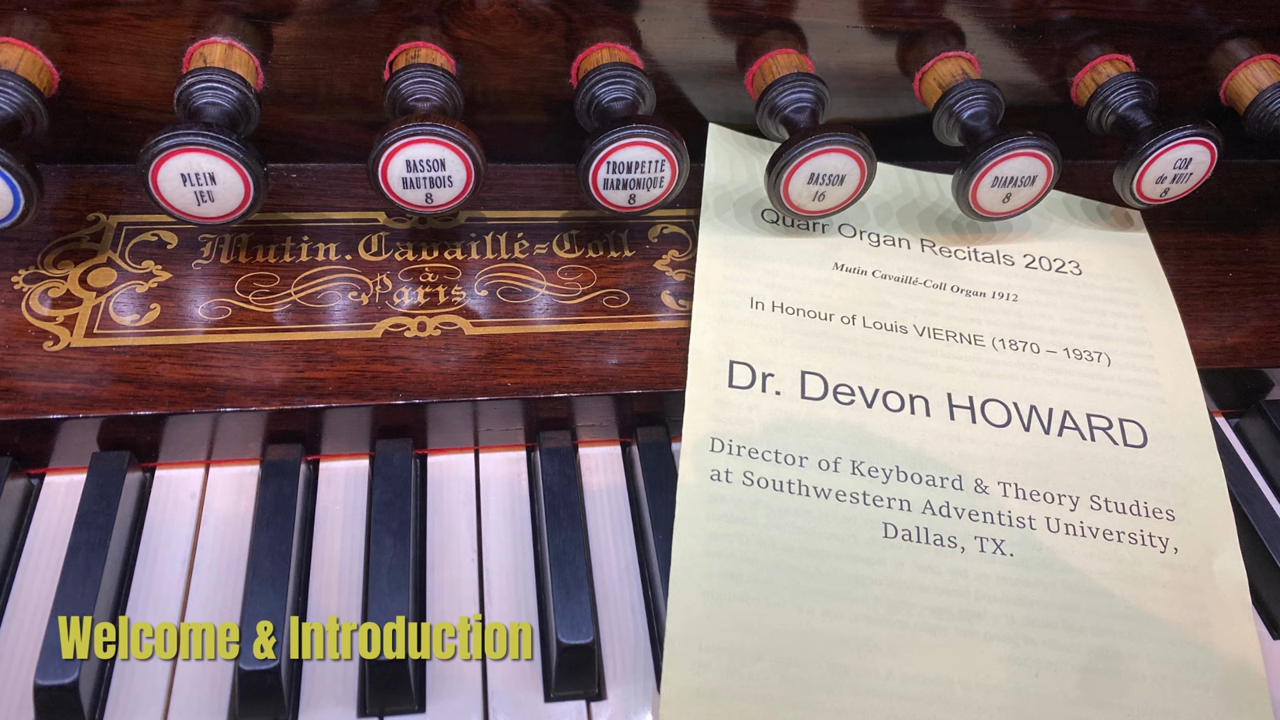 PLEIN
JEU
BASSON
HAUTBOIS
8
TROMPETTE
HARMONIQUE
8
BASSON
16
DIAPASON
8
COR
de NUIT
8
Mutin. Cavaillé-Coll
à
Paris
Quarr Organ Recitals 2023
Mutin Cavaillé-Coll Organ 1912
In Honour of Louis VIERNE (1870 – 1937)
Dr. Devon HOWARD
Director of Keyboard & Theory Studies
at Southwestern Adventist University,
Dallas, TX.
Welcome & Introduction